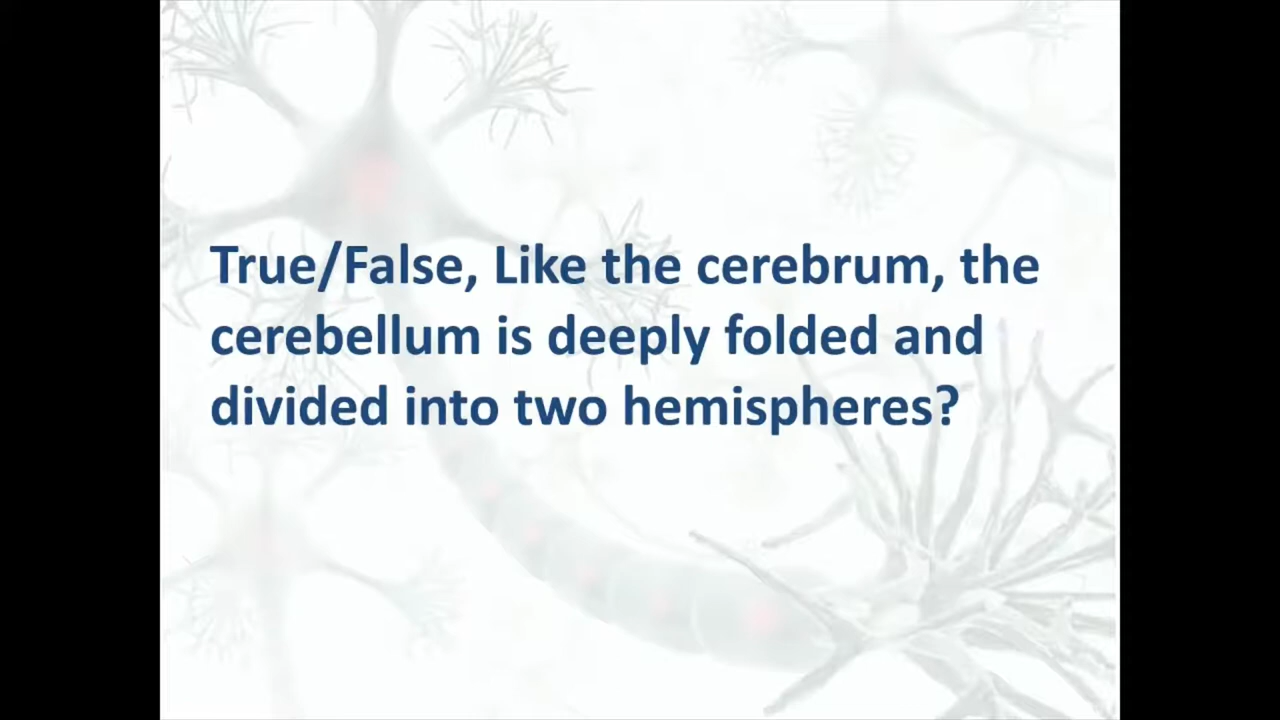 True/False, Like the cerebrum, the
cerebellum is deeply folded and
divided into two hemispheres?